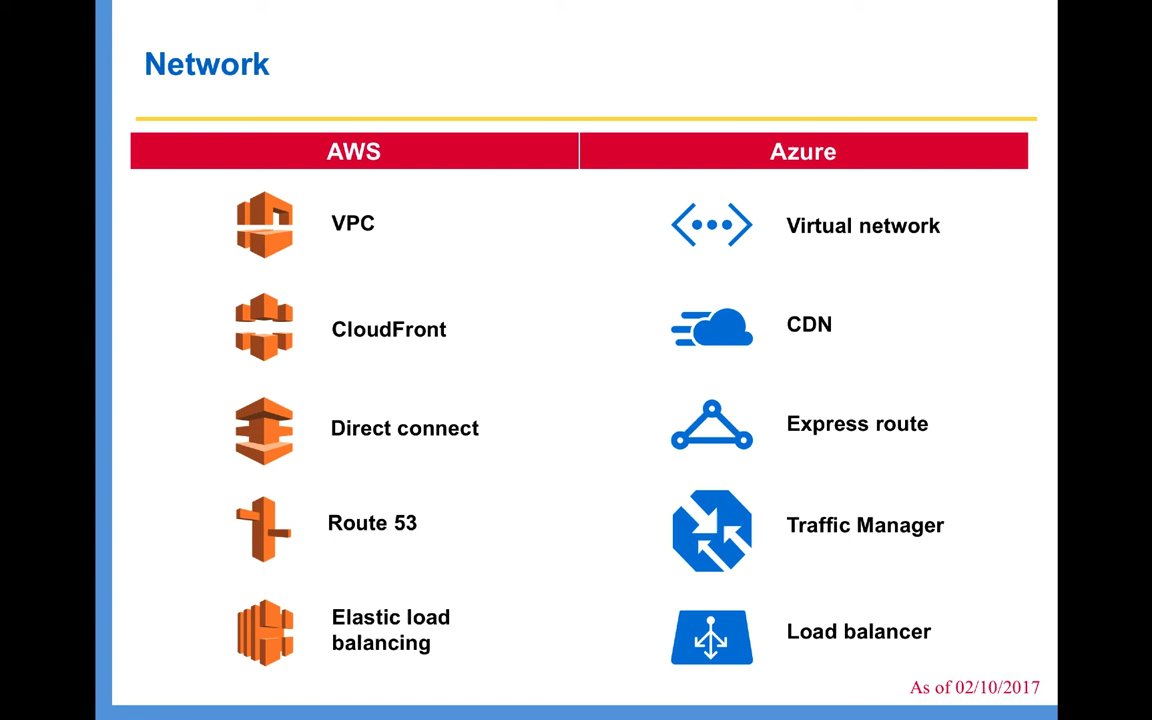 Network
AWS
Azure
VPC
Virtual network
CloudFront
CDN
Direct connect
Express route
Route 53
Traffic Manager
Elastic load
balancing
Load balancer
As of 02/10/2017